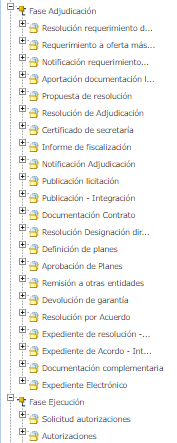 Fase Adjudicación
Resolución requerimiento d...
Requerimiento a oferta más...
Notificación requerimiento...
Aportación documentación l...
Propuesta de resolución
Resolución de Adjudicación
Certificado de secretaría
Informe de fiscalización
Notificación Adjudicación
Publicación licitación
Publicación - Integración
Documentación Contrato
Resolución Designación dir...
Definición de planes
Aprobación de Planes
Remisión a otras entidades
Devolución de garantía
Resolución por Acuerdo
Expediente de resolución -...
Expediente de Acordo - Int...
Documentación complementaria
Expediente Electrónico
Fase Ejecución
Solicitud autorizaciones
Autorizaciones